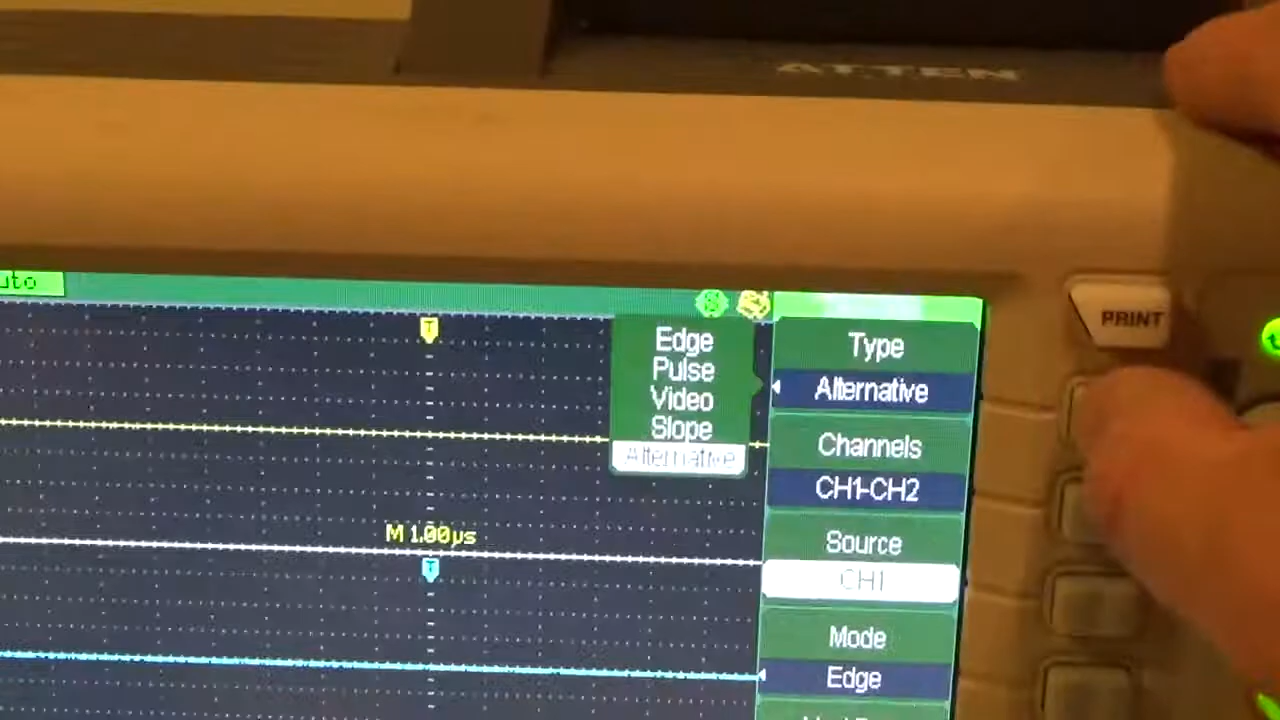 ATTEN
uto
PRINT
T
Edge
Pulse
Video
Slope
Alternative
Type
Alternative
Channels
CH1-CH2
Source
CH1
Mode
Edge
M 1.00µs
T